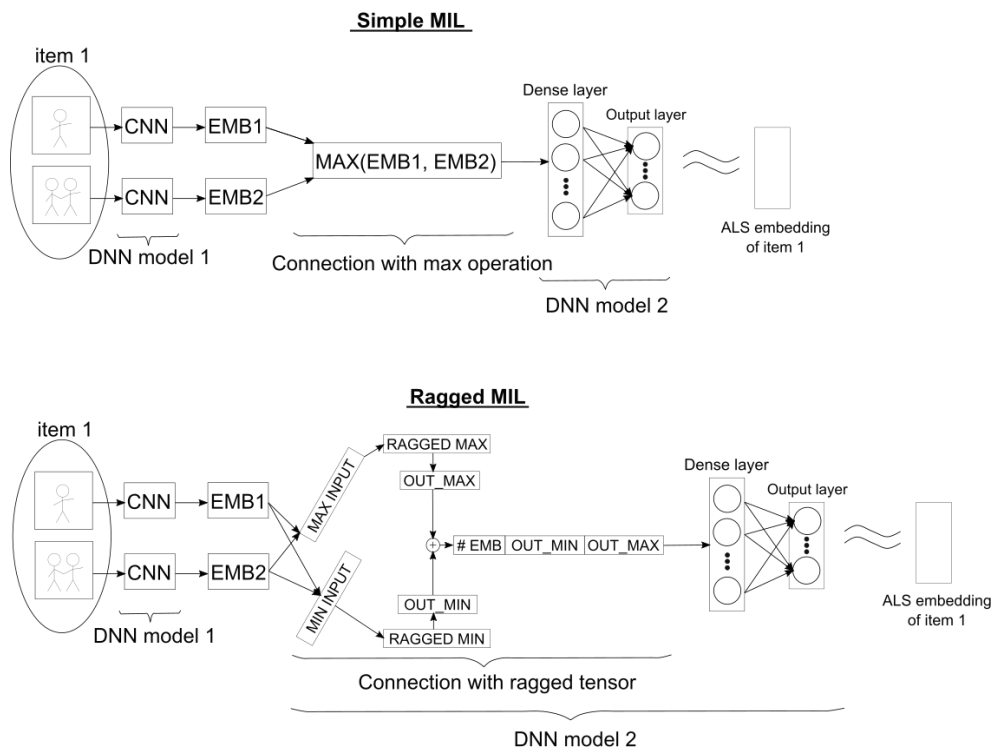 Simple MIL
item 1
Dense layer
Output layer
CNN
EMB1
MAX(EMB1, EMB2)
CNN
EMB2
ALS embedding
of item 1
DNN model 1
Connection with max operation
DNN model 2
Ragged MIL
item 1
RAGGED MAX
MAX INPUT
OUT_MAX
Dense layer
Output layer
CNN
EMB1
# EMB OUT_MIN OUT_MAX
CNN
EMB2
MIN INPUT
OUT_MIN
RAGGED MIN
ALS embedding
of item 1
DNN model 1
Connection with ragged tensor
DNN model 2